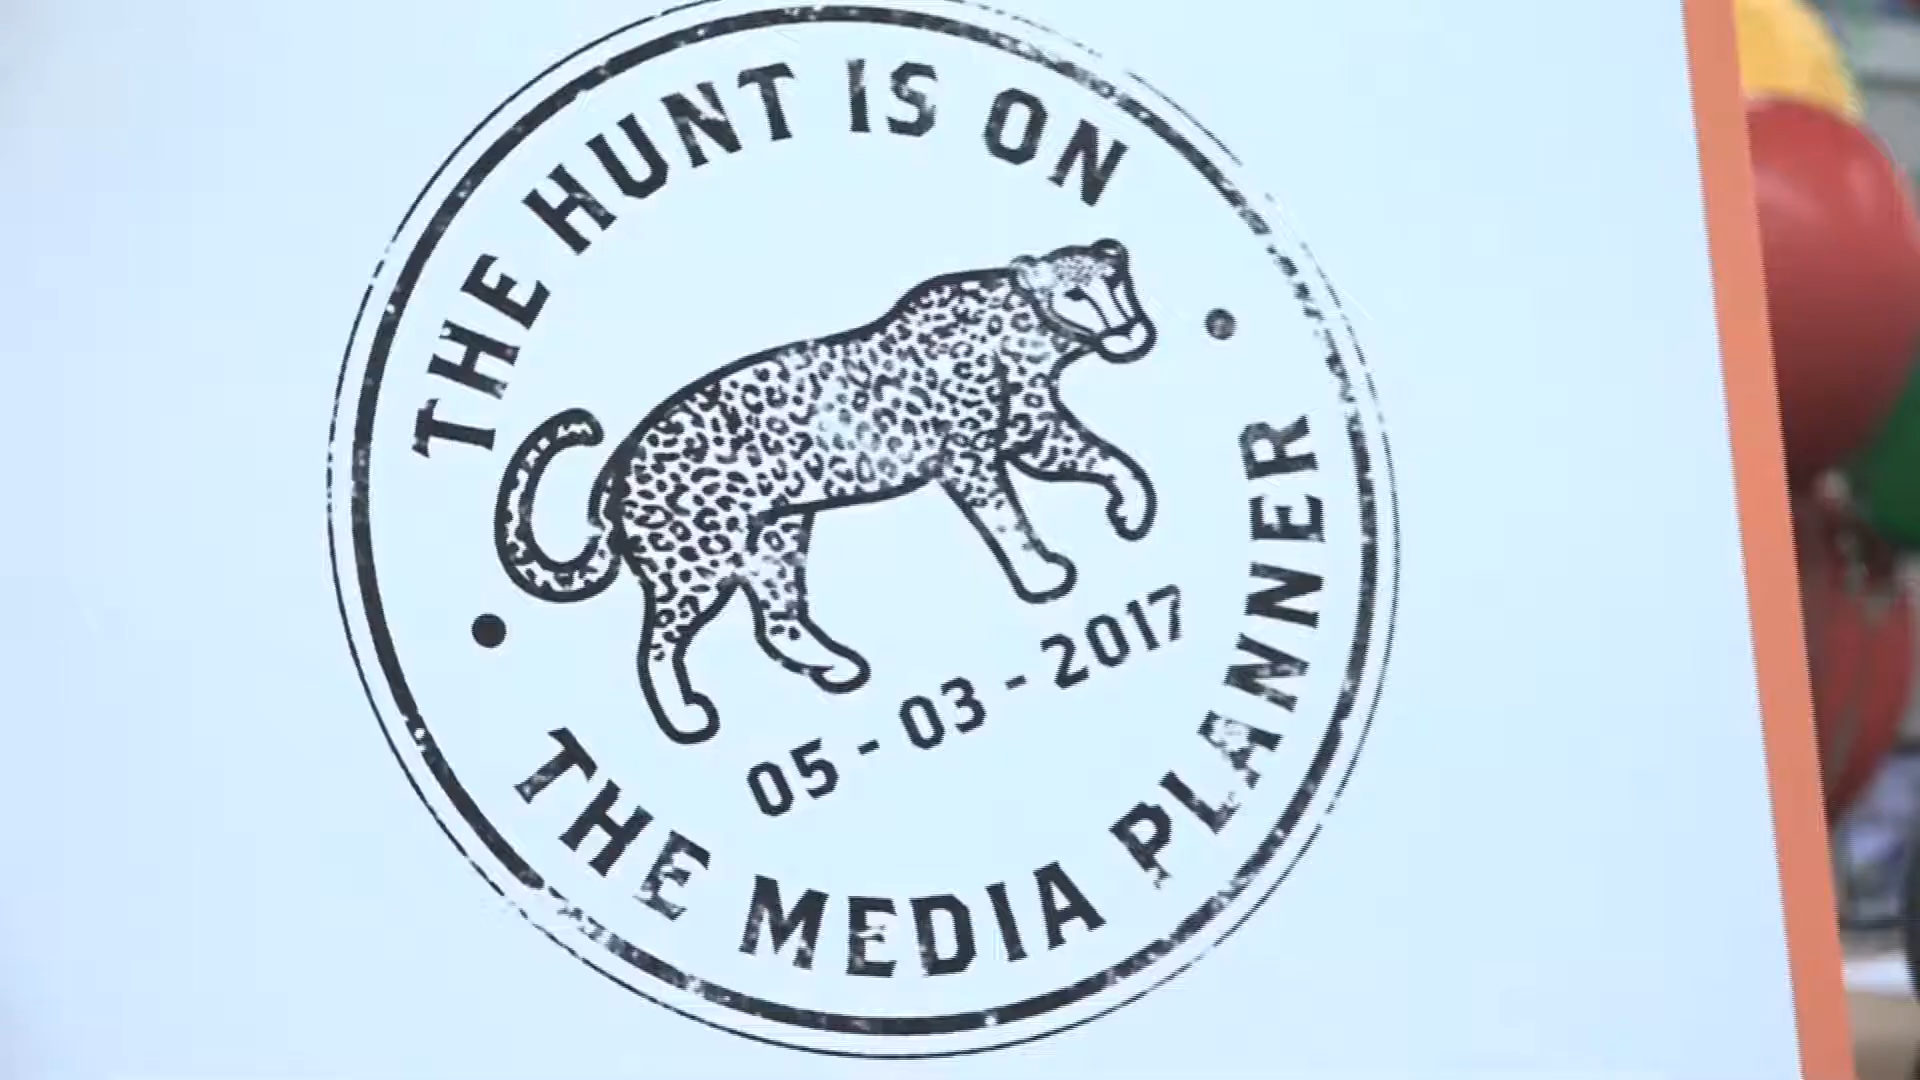 THE HUNT IS ON
05-03-2017
THE MEDIA PLANNER